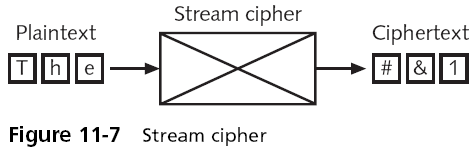 Stream cipher
Plaintext
Ciphertext
T h e
# & 1
Figure 11-7 Stream cipher